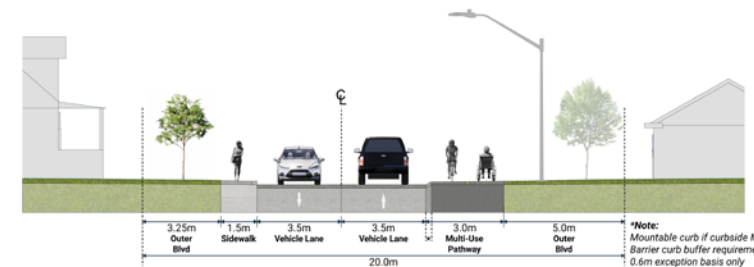 ℄
3.25m 1.5m 3.5m 3.5m 3.0m 5.0m
Outer Sidewalk Vehicle Lane Vehicle Lane Multi-Use Outer
Blvd Pathway Blvd
20.0m
*Note:
Mountable curb if curbside
Barrier curb buffer
0.6m exception basis only